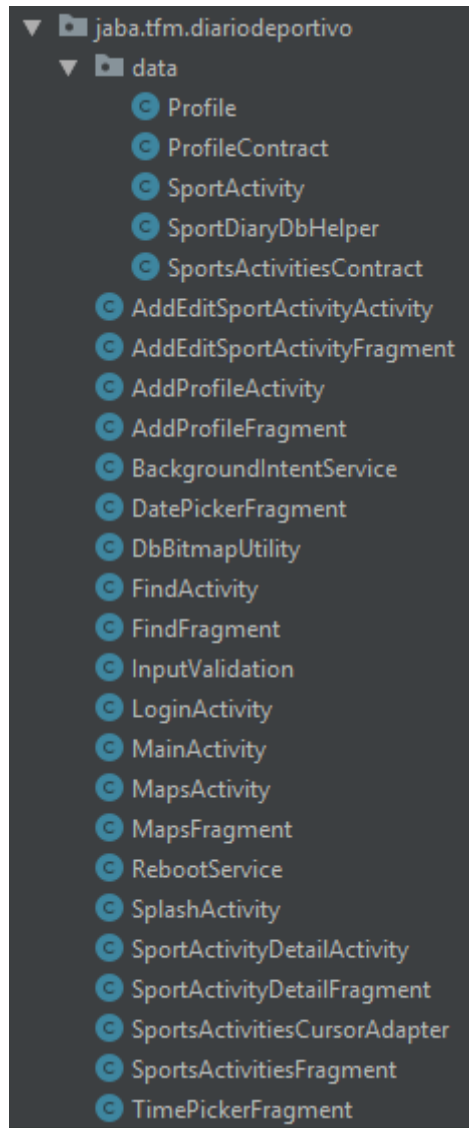 jaba.tfm.diariodeportivo
data
Profile
ProfileContract
SportActivity
SportDiaryDbHelper
SportsActivitiesContract
AddEditSportActivityActivity
AddEditSportActivityFragment
AddProfileActivity
AddProfileFragment
BackgroundIntentService
DatePickerFragment
DbBitmapUtility
FindActivity
FindFragment
InputValidation
LoginActivity
MainActivity
MapsActivity
MapsFragment
RebootService
SplashActivity
SportActivityDetailActivity
SportActivityDetailFragment
SportsActivitiesCursorAdapter
SportsActivitiesFragment
TimePickerFragment